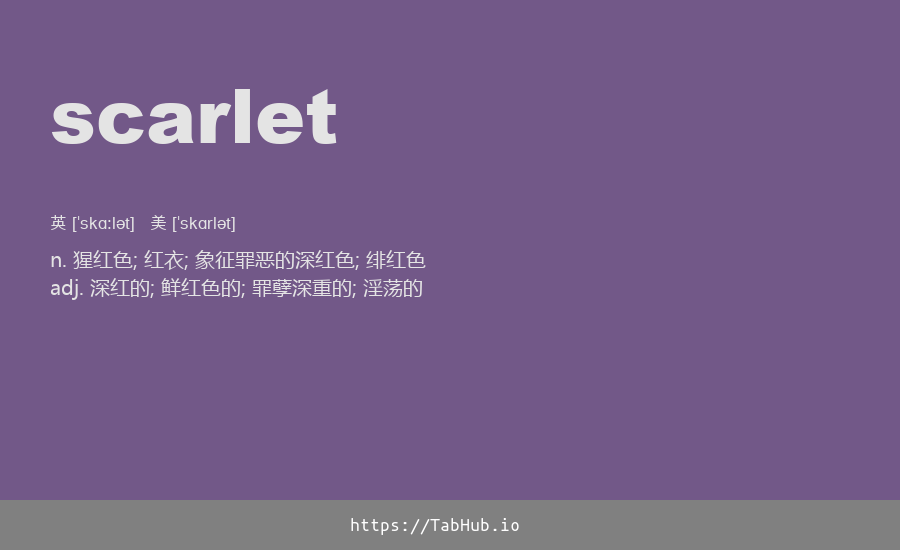 scarlet
英 [ˈskɑːlət] 美 [ˈskɑrlət]
n. 猩红色; 红衣; 象征罪恶的深红色; 绯红色
adj. 深红的; 鲜红色的; 罪孽深重的; 淫荡的
https://TabHub.io